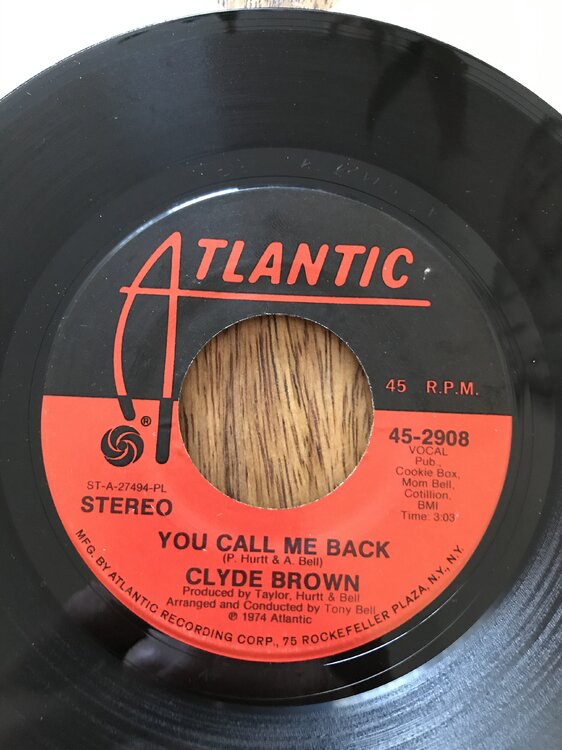 ATLANTIC
®
45 R.P.M.
45-2908
VOCAL
Pub.,
Cookie Box,
Mom Bell,
Cotillion,
BMI
Time: 3:03
ST-A-27494-PL
STEREO
YOU CALL ME BACK
(P. Hurtt & A. Bell)
CLYDE BROWN
Produced by Taylor, Hurtt & Bell
Arranged and Conducted by Tony Bell
℗ 1974 Atlantic
MFG. BY ATLANTIC RECORDING CORP., 75 ROCKEFELLER PLAZA, N.Y., N.Y.